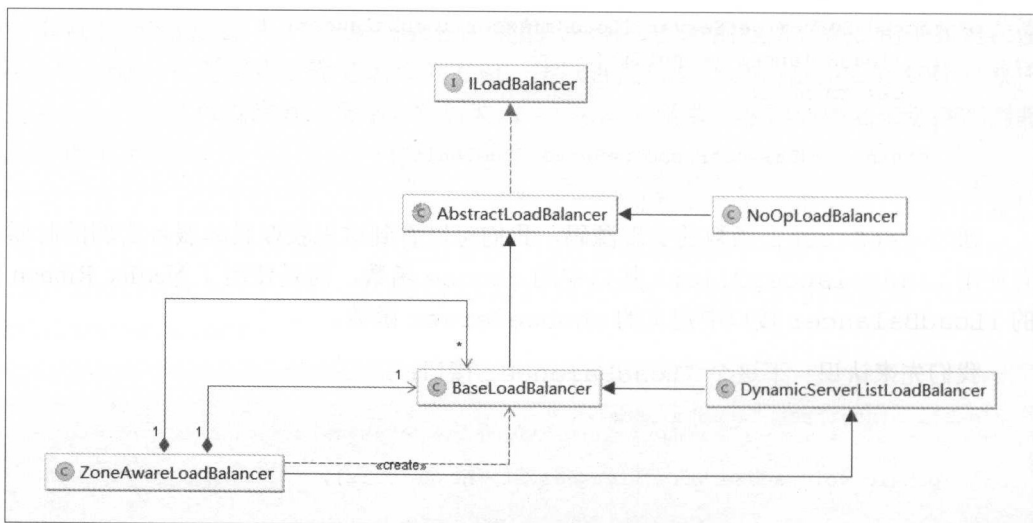 I ILoadBalancer
C AbstractLoadBalancer
C NoOpLoadBalancer
*
1
C BaseLoadBalancer
C DynamicServerListLoadBalancer
1
1
«create»
C ZoneAwareLoadBalancer